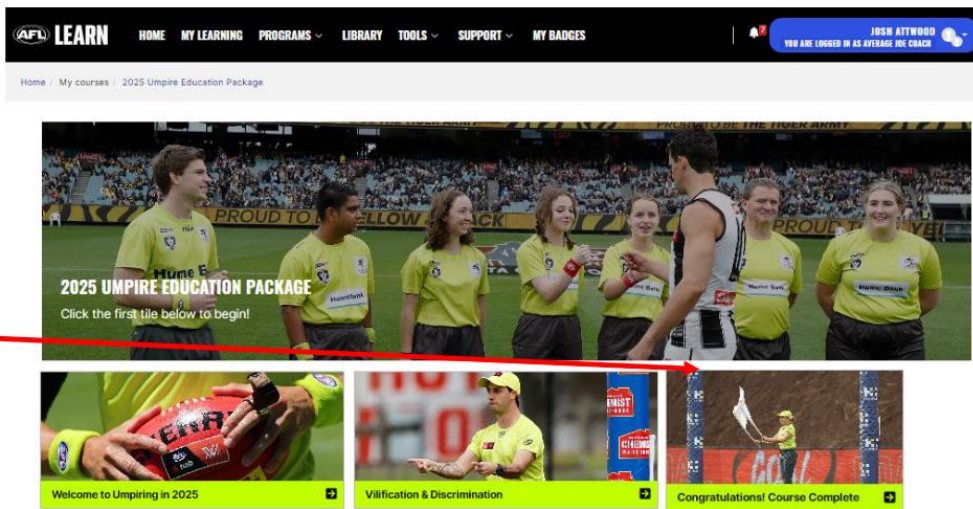 AFL LEARN HOME MY LEARNING PROGRAMS LIBRARY TOOLS SUPPORT MY BADGES 7 JOSH ATTWOOD
YOU ARE LOGGED IN AS AVERAGE JOE COACH
Home / My courses / 2025 Umpire Education Package
PROUD TO BE THE TIGER ARMY
PROUD TO
2025 UMPIRE EDUCATION PACKAGE
Click the first tile below to begin!
Welcome to Umpiring in 2025
Vilification & Discrimination
Congratulations! Course Complete